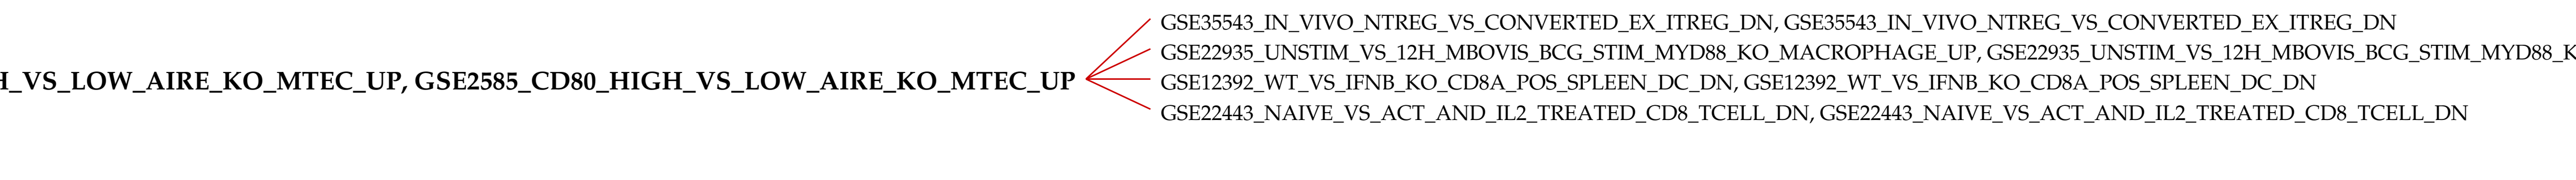 GSE35543_IN_VIVO_NTREG_VS_CONVERTED_EX_ITREG_DN, GSE35543_IN_VIVO_NTREG_VS_CONVERTED_EX_ITREG_DN
GSE22935_UNSTIM_VS_12H_MBOVIS_BCG_STIM_MYD88_KO_MACROPHAGE_UP, GSE22935_UNSTIM_VS_12H_MBOVIS_BCG_STIM_MYD88_K
H_VS_LOW_AIRE_KO_MTEC_UP, GSE2585_CD80_HIGH_VS_LOW_AIRE_KO_MTEC_UP
GSE12392_WT_VS_IFNB_KO_CD8A_POS_SPLEEN_DC_DN, GSE12392_WT_VS_IFNB_KO_CD8A_POS_SPLEEN_DC_DN
GSE22443_NAIVE_VS_ACT_AND_IL2_TREATED_CD8_TCELL_DN, GSE22443_NAIVE_VS_ACT_AND_IL2_TREATED_CD8_TCELL_DN